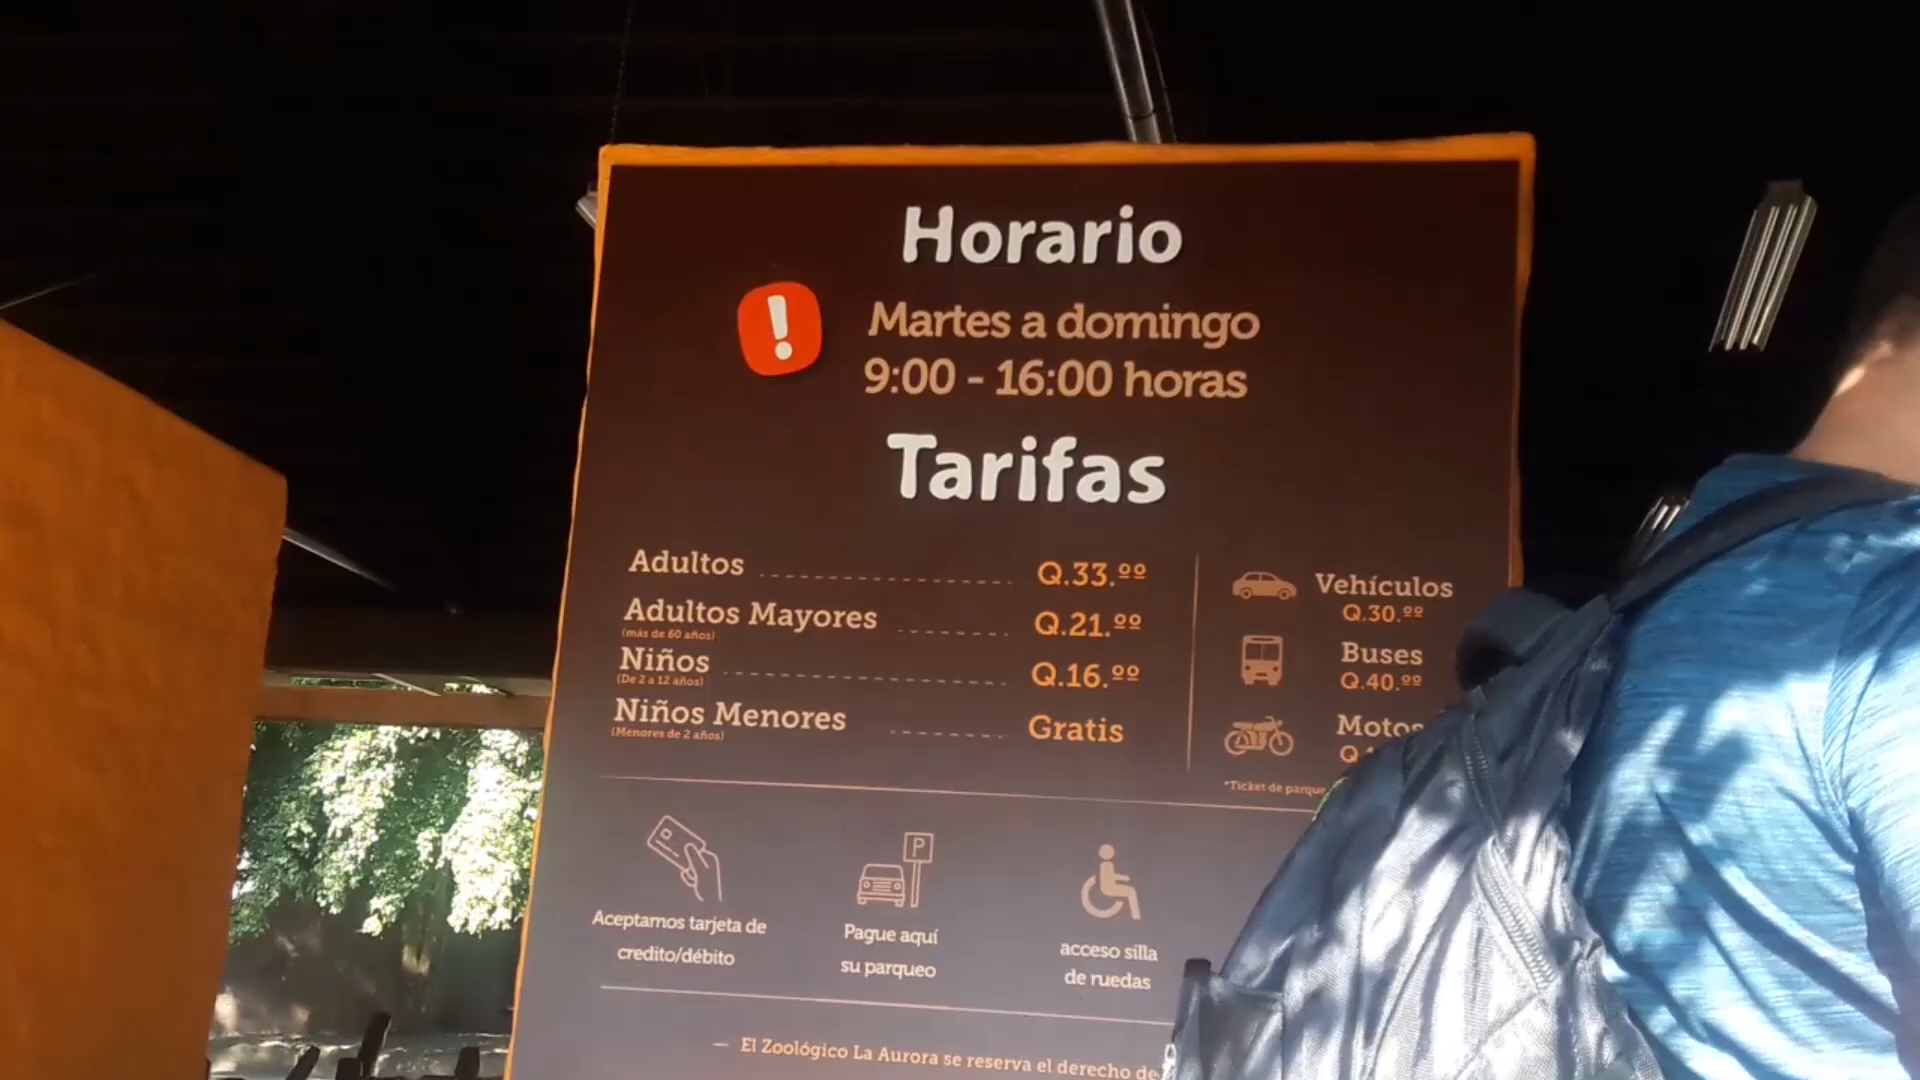 Horario
!
Martes a domingo
9:00 - 16:00 horas
Tarifas
Adultos ........................ Q.33.ºº
Adultos Mayores .......... Q.21.ºº
(más de 60 años)
Niños .......................... Q.16.ºº
(De 2 a 12 años)
Niños Menores .......... Gratis
(Menores de 2 años)
Vehículos
Q.30.ºº
Buses
Q.40.ºº
Motos
*Ticket de
P
Aceptamos tarjeta de
credito/débito
Pague aquí
su parqueo
acceso silla
de ruedas
— El Zoológico La Aurora se reserva el derecho de